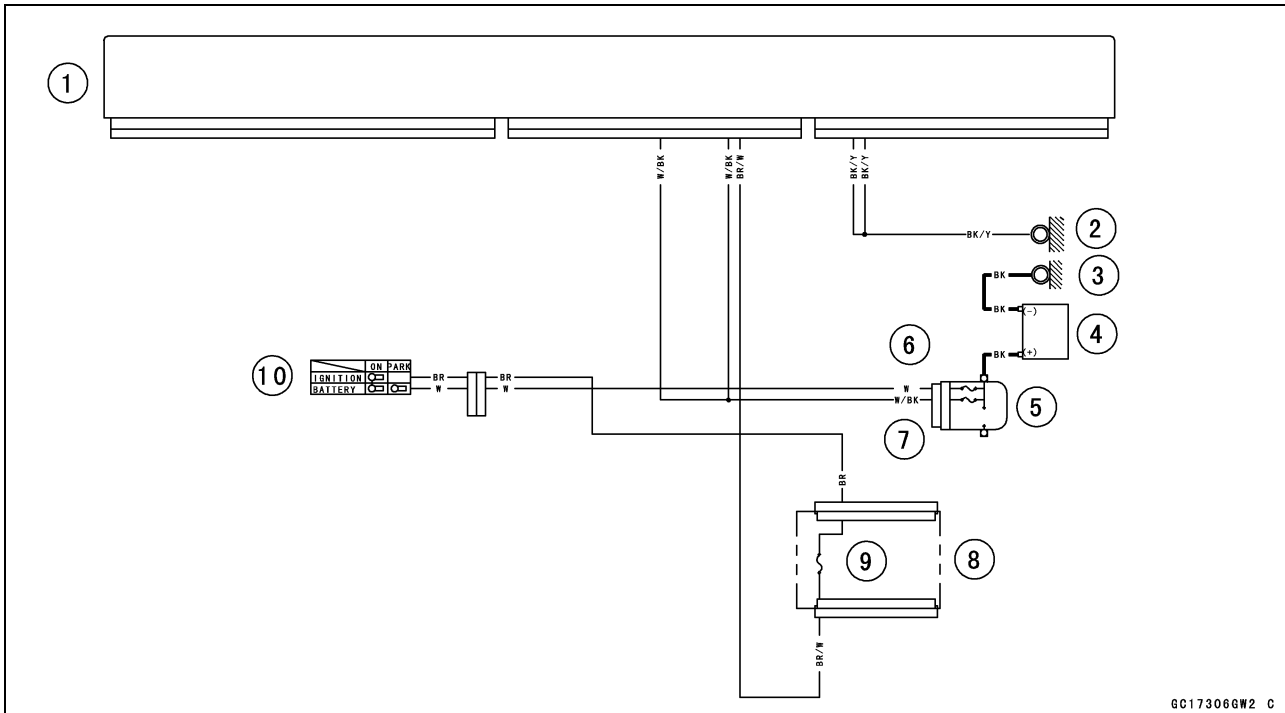 1
W/BK
W/BK
BR/W
BK/Y
BK/Y
BK/Y
2
BK
3
BK
(-)
4
6
BK
(+)
10
ON PARK
IGNITION
BATTERY
BR
W
BR
W
W
W/BK
5
7
BR
9
8
BR/W
GC17306GW2 C